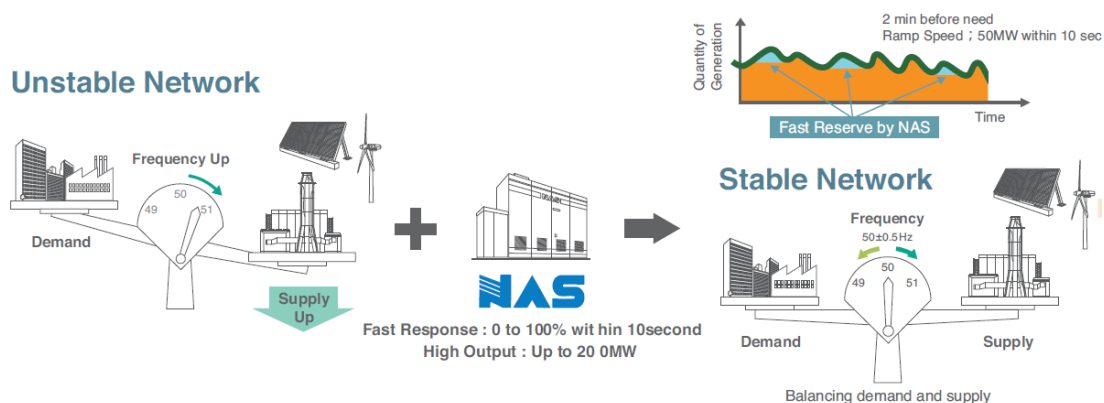 Unstable Network
Frequency Up
49
50
51
Demand
Supply
Up
NAS
Fast Response : 0 to 100% wit hin 10second
High Output : Up to 20 0MW
Quantity of
Generation
2 min before need
Ramp Speed ; 50MW within 10 sec
Time
Fast Reserve by NAS
Stable Network
Frequency
50±0.5Hz
49
50
51
Demand
Supply
Balancing demand and supply